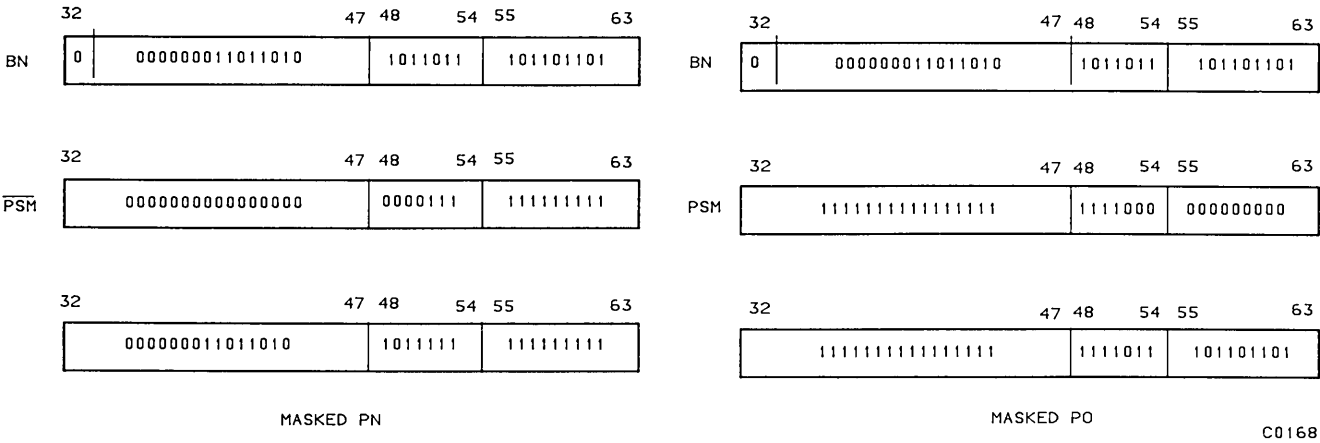 32 47 48 54 55 63
BN 0 000000011011010 1011011 101101101
32 47 48 54 55 63
P̅S̅M̅ 0000000000000000 0000111 111111111
32 47 48 54 55 63
000000011011010 1011111 111111111
MASKED PN
32 47 48 54 55 63
BN 0 000000011011010 1011011 101101101
32 47 48 54 55 63
PSM 1111111111111111 1111000 000000000
32 47 48 54 55 63
1111111111111111 1111011 101101101
MASKED PO
C0168